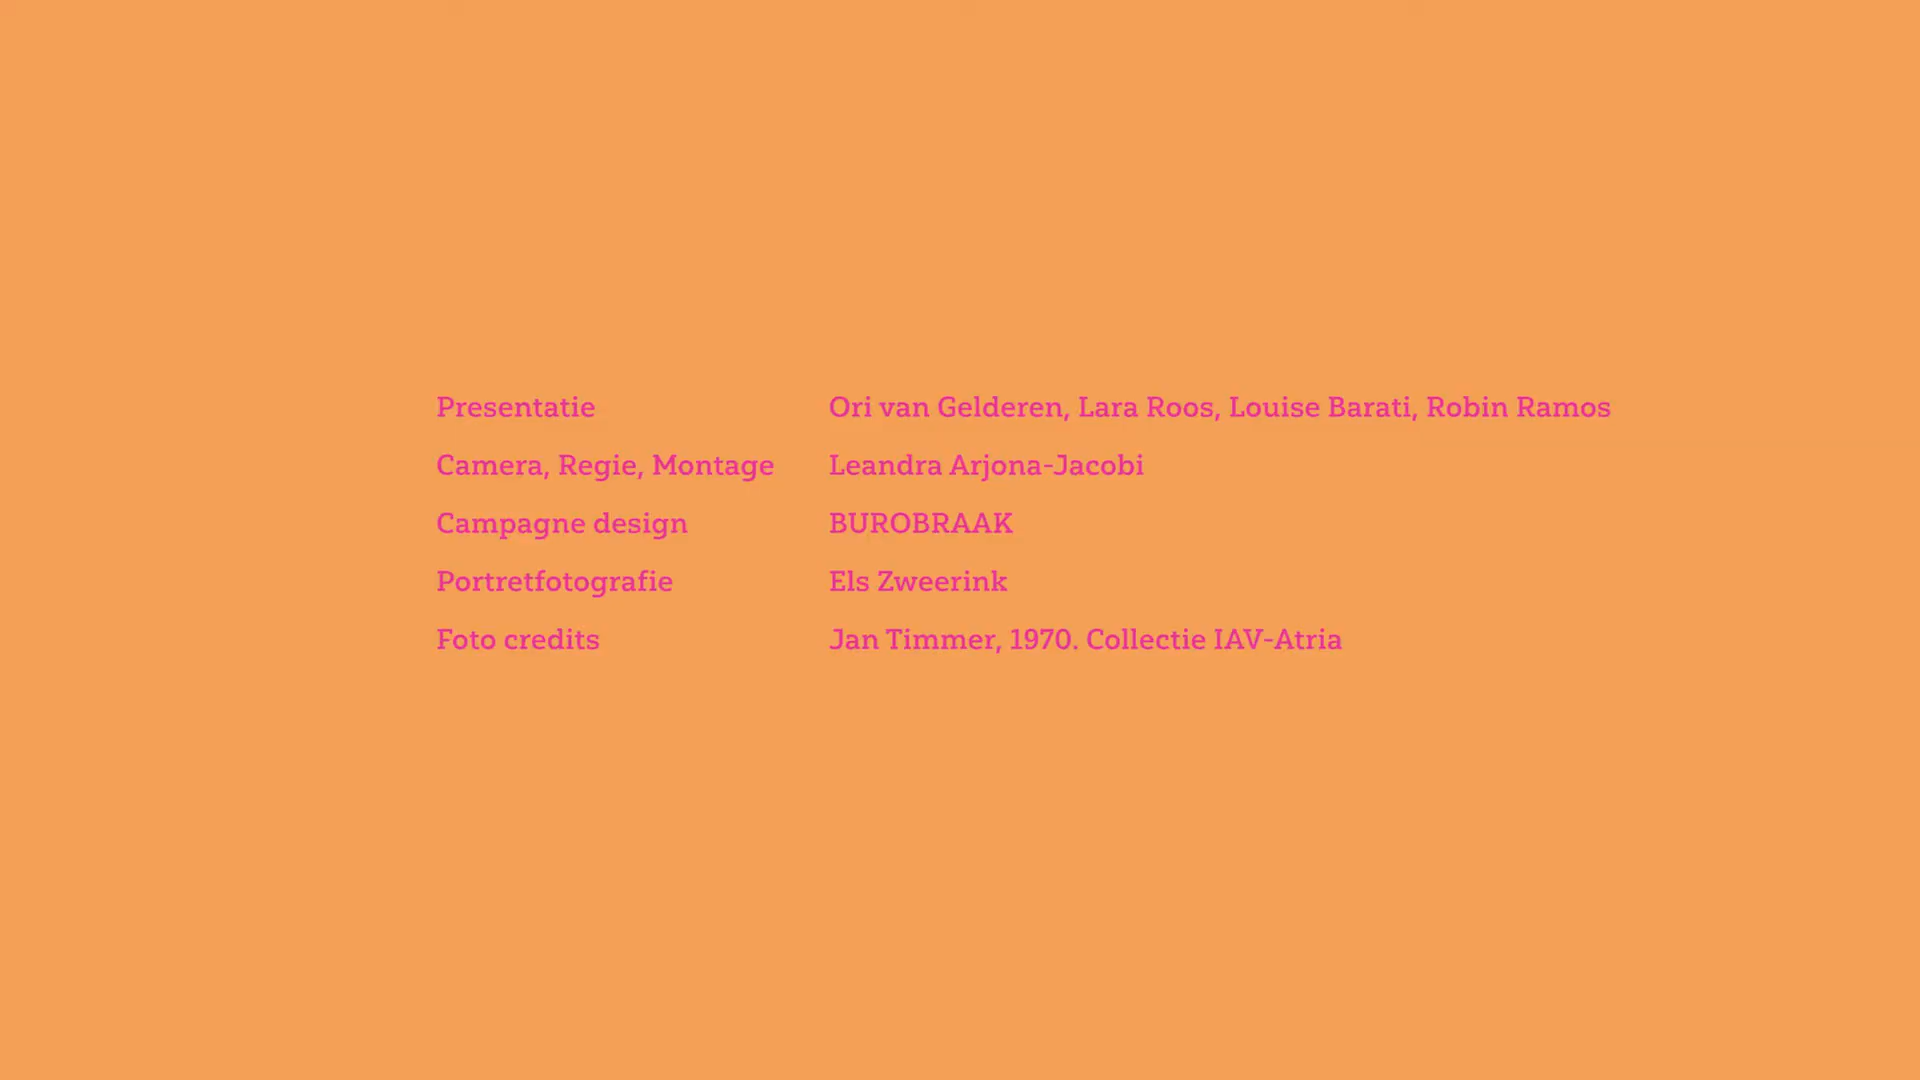 Presentatie Ori van Gelderen, Lara Roos, Louise Barati, Robin Ramos
Camera, Regie, Montage Leandra Arjona-Jacobi
Campagne design BUROBRAAK
Portretfotografie Els Zweerink
Foto credits Jan Timmer, 1970. Collectie IAV-Atria